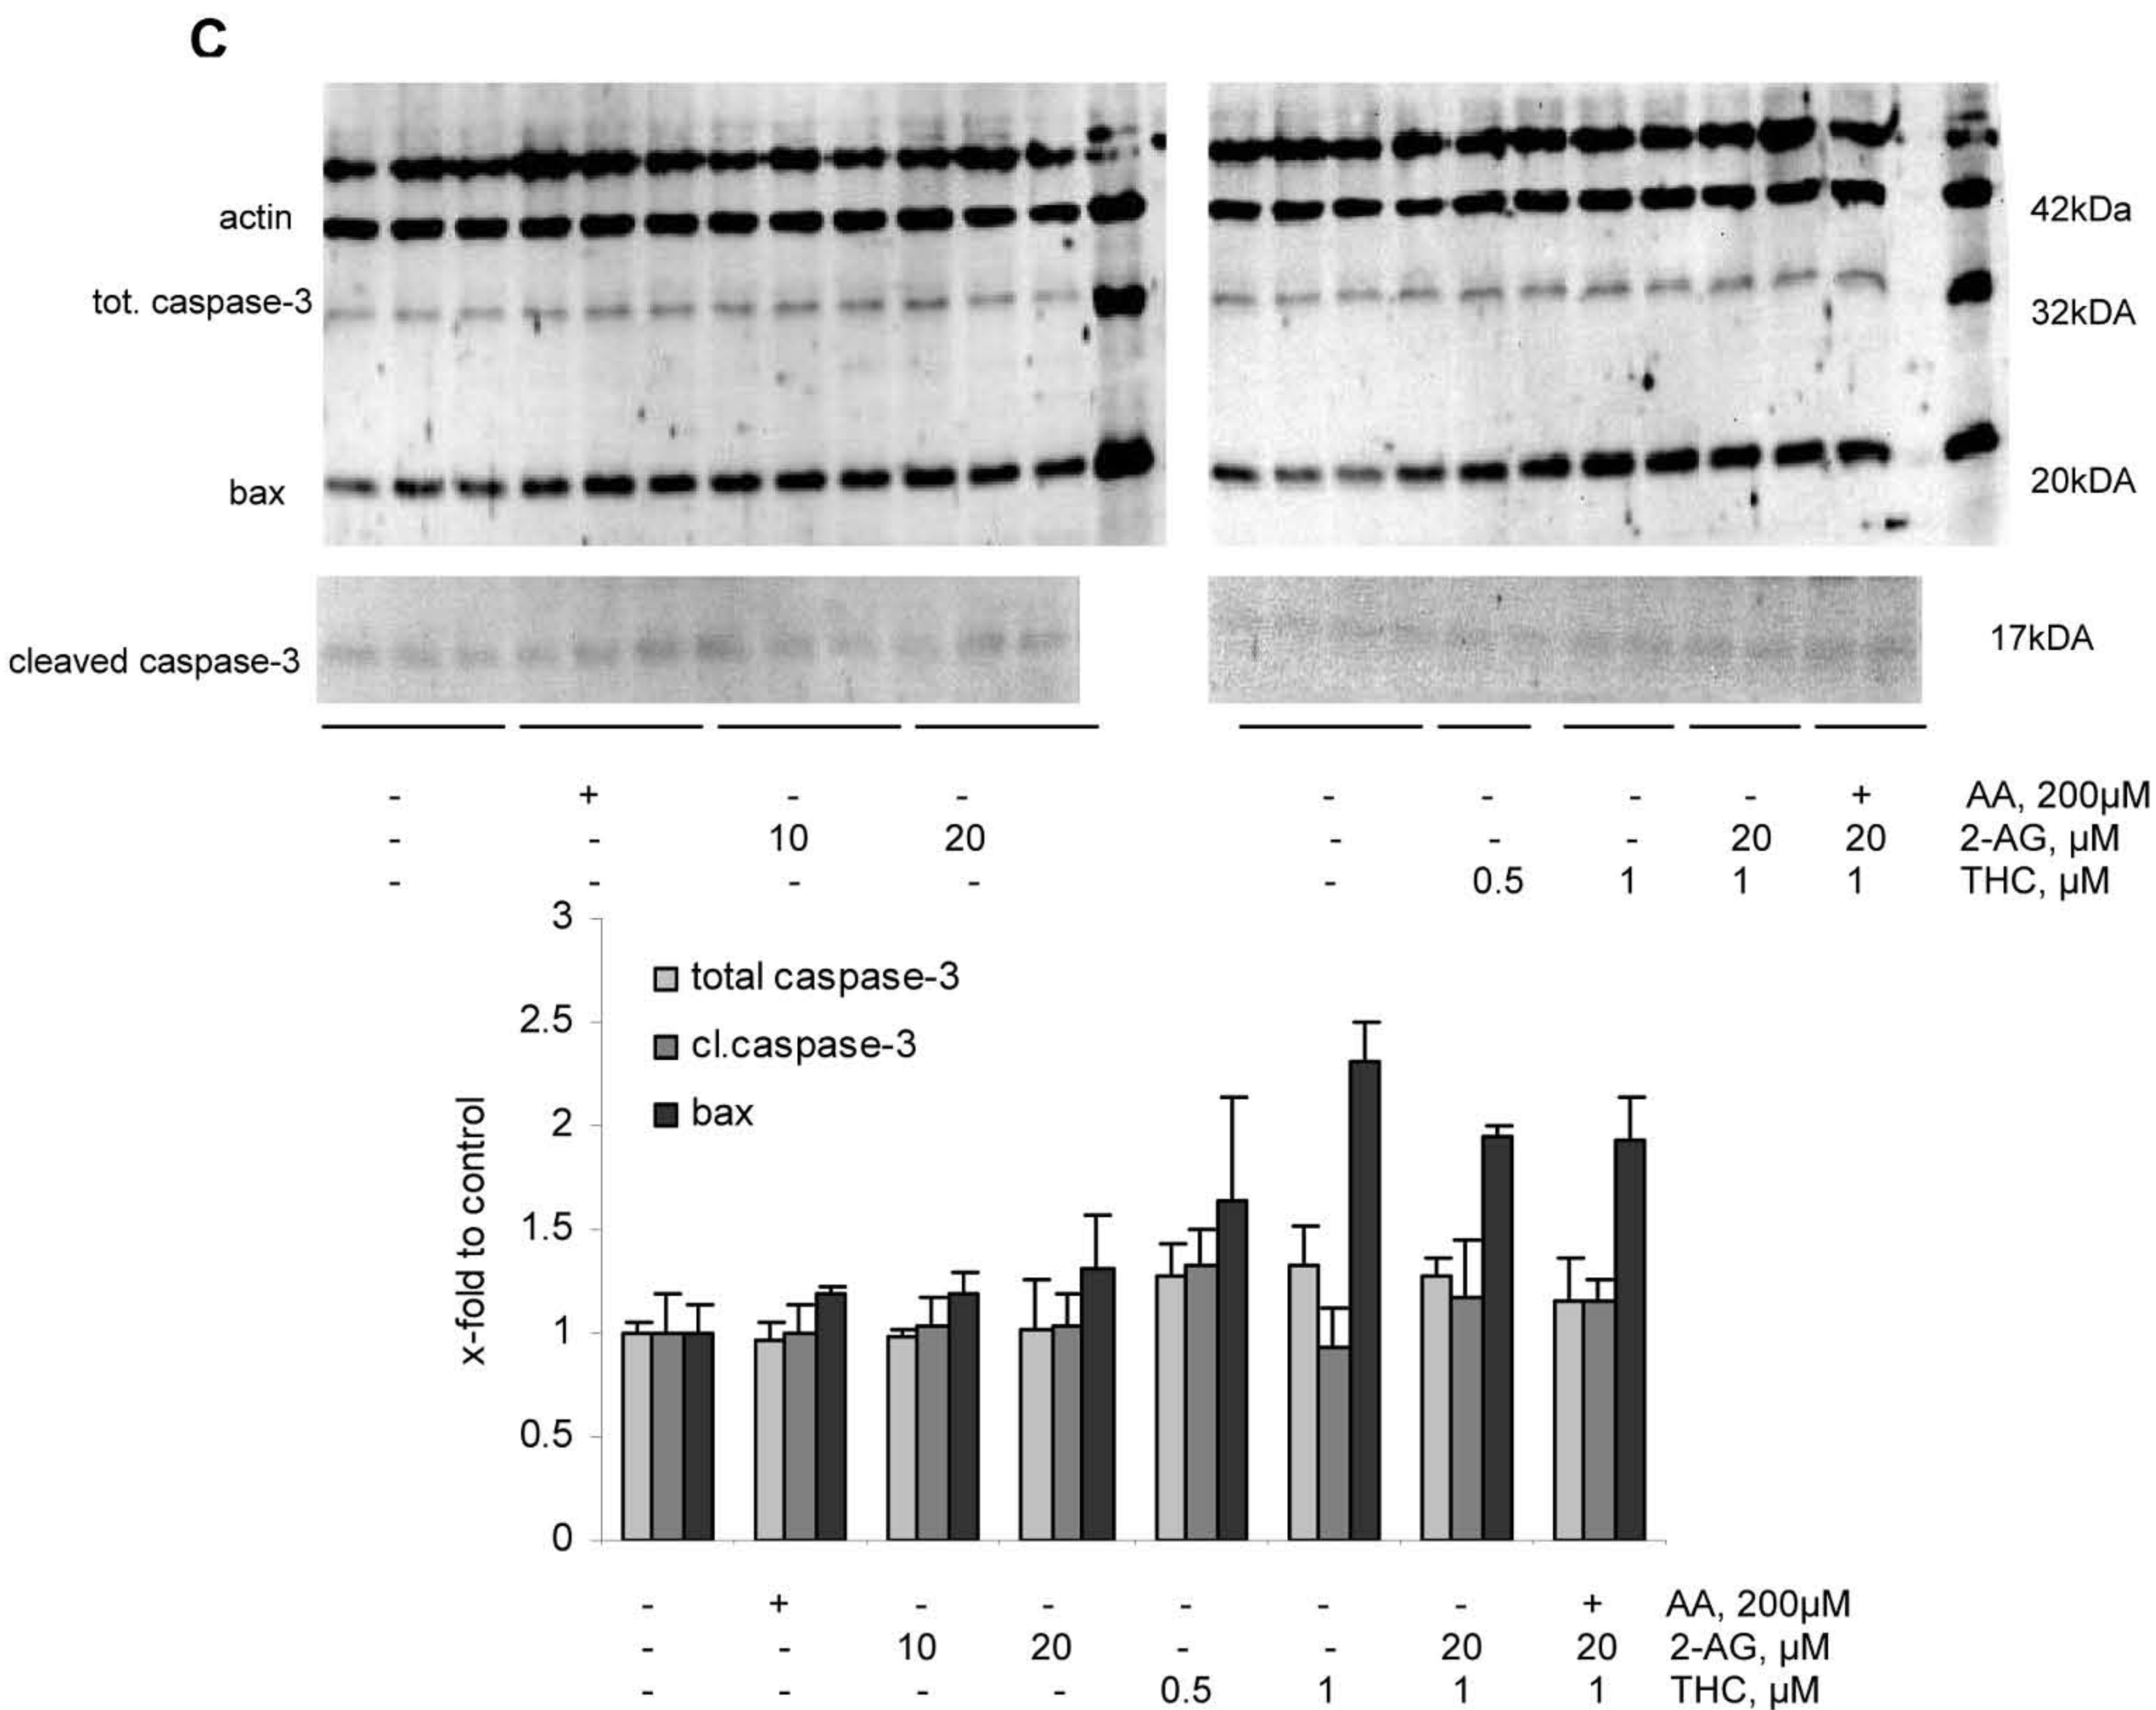 C
actin
42kDa
tot. caspase-3
32kDA
bax
20kDA
cleaved caspase-3
17kDA
- + - - - - - - + AA, 200µM
- - 10 20 - - - 20 20 2-AG, µM
- - - - - 0.5 1 1 1 THC, µM
3
total caspase-3
2.5
cl.caspase-3
bax
2
x-fold to control
1.5
1
0.5
0
- + - - - - - + AA, 200µM
- - 10 20 - - 20 20 2-AG, µM
- - - - 0.5 1 1 1 THC, µM